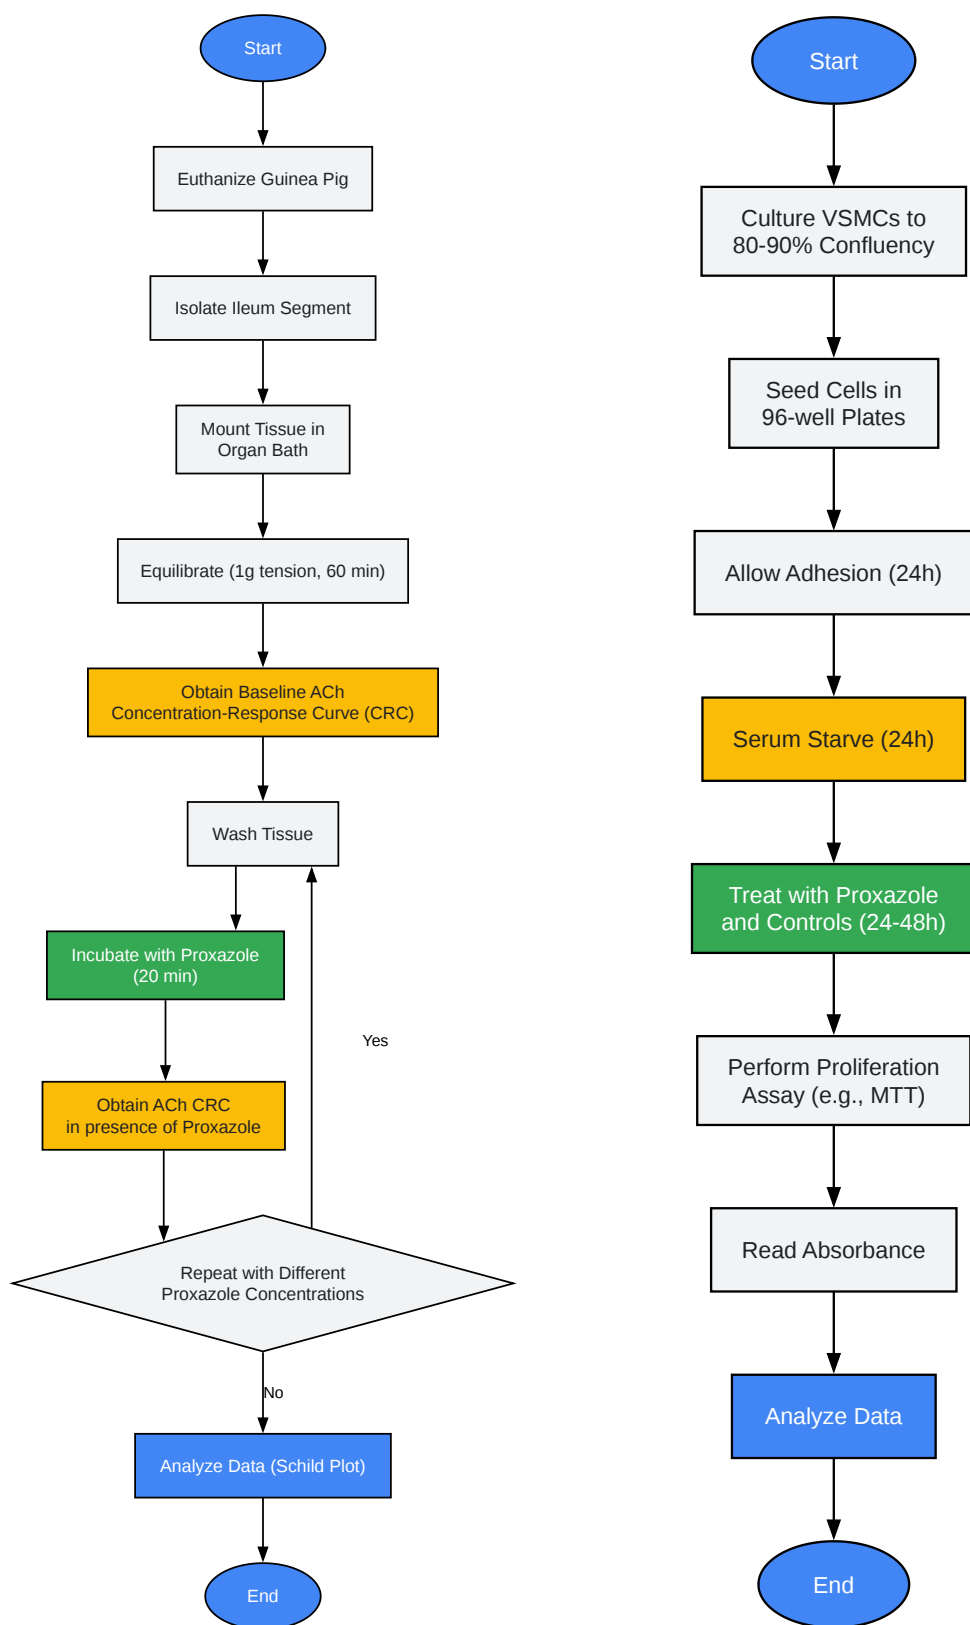 Start
Euthanize Guinea Pig
Isolate Ileum Segment
Mount Tissue in
Organ Bath
Equilibrate (1g tension, 60 min)
Obtain Baseline ACh
Concentration-Response Curve (CRC)
Wash Tissue
Incubate with Proxazole
(20 min)
Yes
Obtain ACh CRC
in presence of Proxazole
Repeat with Different
Proxazole Concentrations
No
Analyze Data (Schild Plot)
End
Start
Culture VSMCs to
80-90% Confluency
Seed Cells in
96-well Plates
Allow Adhesion (24h)
Serum Starve (24h)
Treat with Proxazole
and Controls (24-48h)
Perform Proliferation
Assay (e.g., MTT)
Read Absorbance
Analyze Data
End